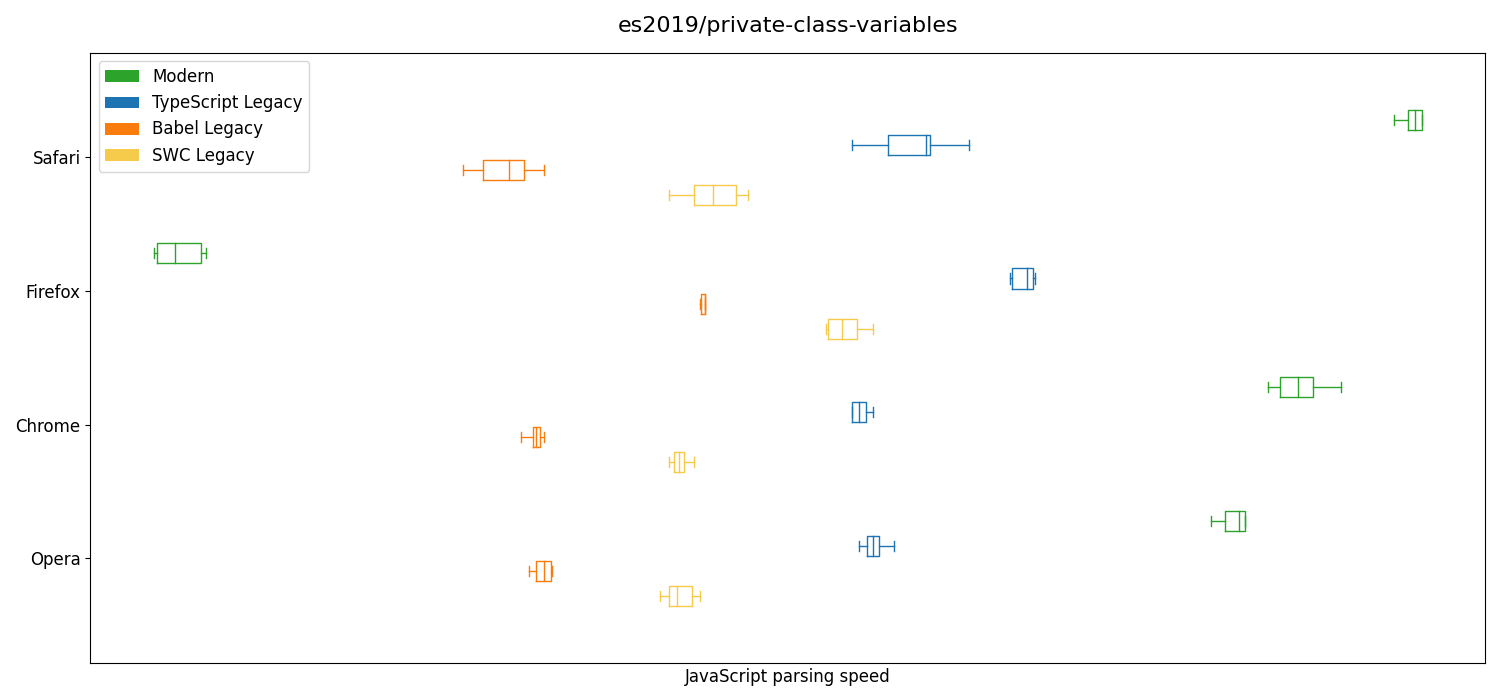 es2019/private-class-variables
Modern
TypeScript Legacy
Babel Legacy
SWC Legacy
Safari
Firefox
Chrome
Opera
JavaScript parsing speed